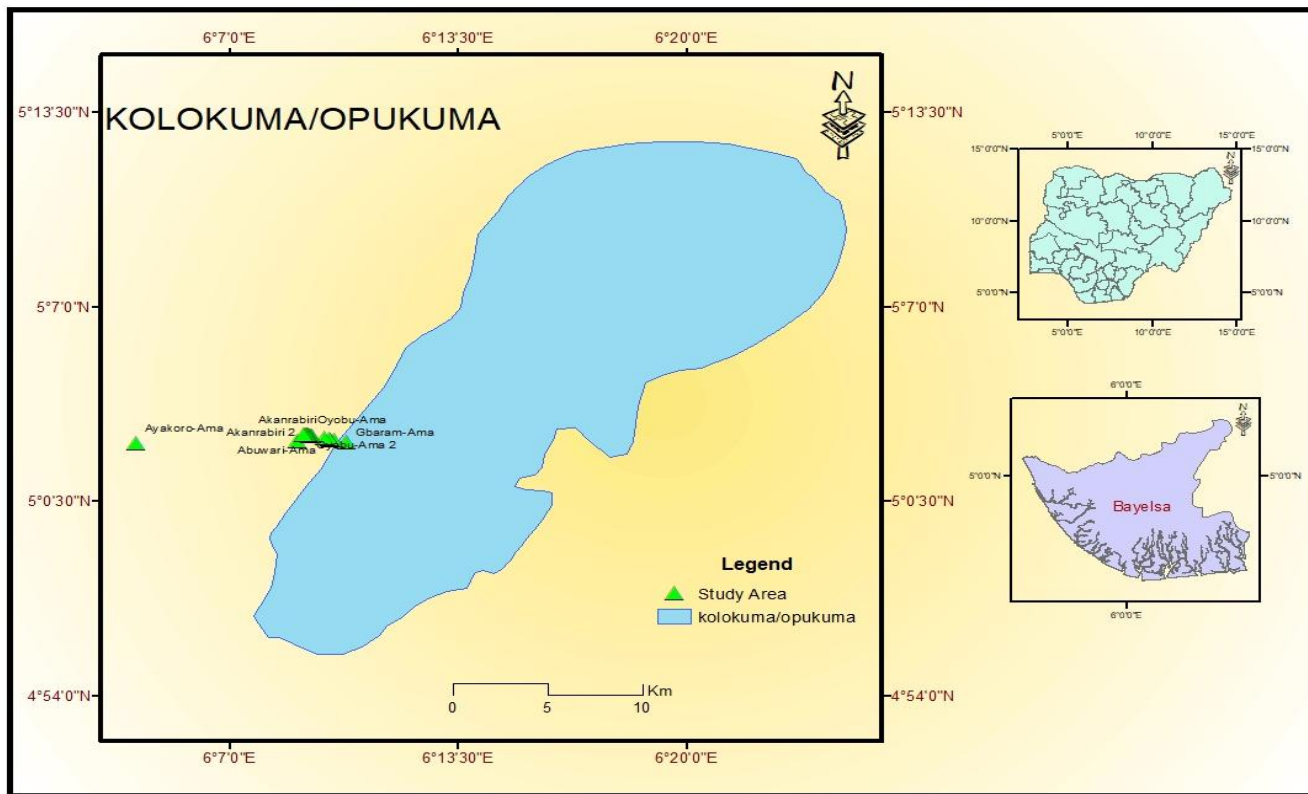 6°7'0"E 6°13'30"E 6°20'0"E
N
5°13'30"N 5°13'30"N
KOLOKUMA/OPUKUMA
5°7'0"N 5°7'0"N
Akanrabiri Oyobu-Ama
Ayakoro-Ama Akanrabiri 2 Gbaram-Ama
Abuwari-Ama Oyobu-Ama 2
5°0'30"N 5°0'30"N
Legend
Study Area
kolokuma/opukuma
Km
0 5 10
4°54'0"N 4°54'0"N
6°7'0"E 6°13'30"E 6°20'0"E
5°0'0"E 10°0'0"E 15°0'0"E
15°0'0"N 15°0'0"N
N
10°0'0"N 10°0'0"N
5°0'0"N 5°0'0"N
5°0'0"E 10°0'0"E 15°0'0"E
6°0'0"E
N
5°0'0"N 5°0'0"N
Bayelsa
6°0'0"E